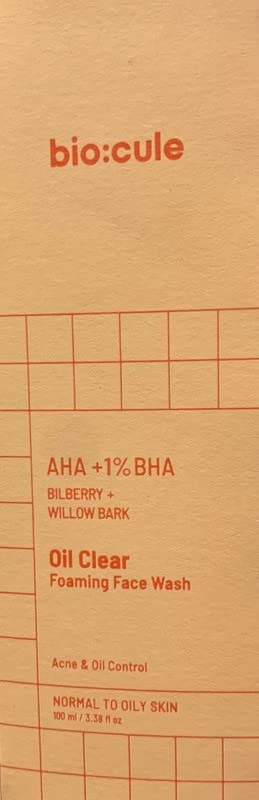 bio:cule
AHA +1% BHA
BILBERRY +
WILLOW BARK
Oil Clear
Foaming Face Wash
Acne & Oil Control
NORMAL TO OILY SKIN
100 ml / 3.38 fl oz